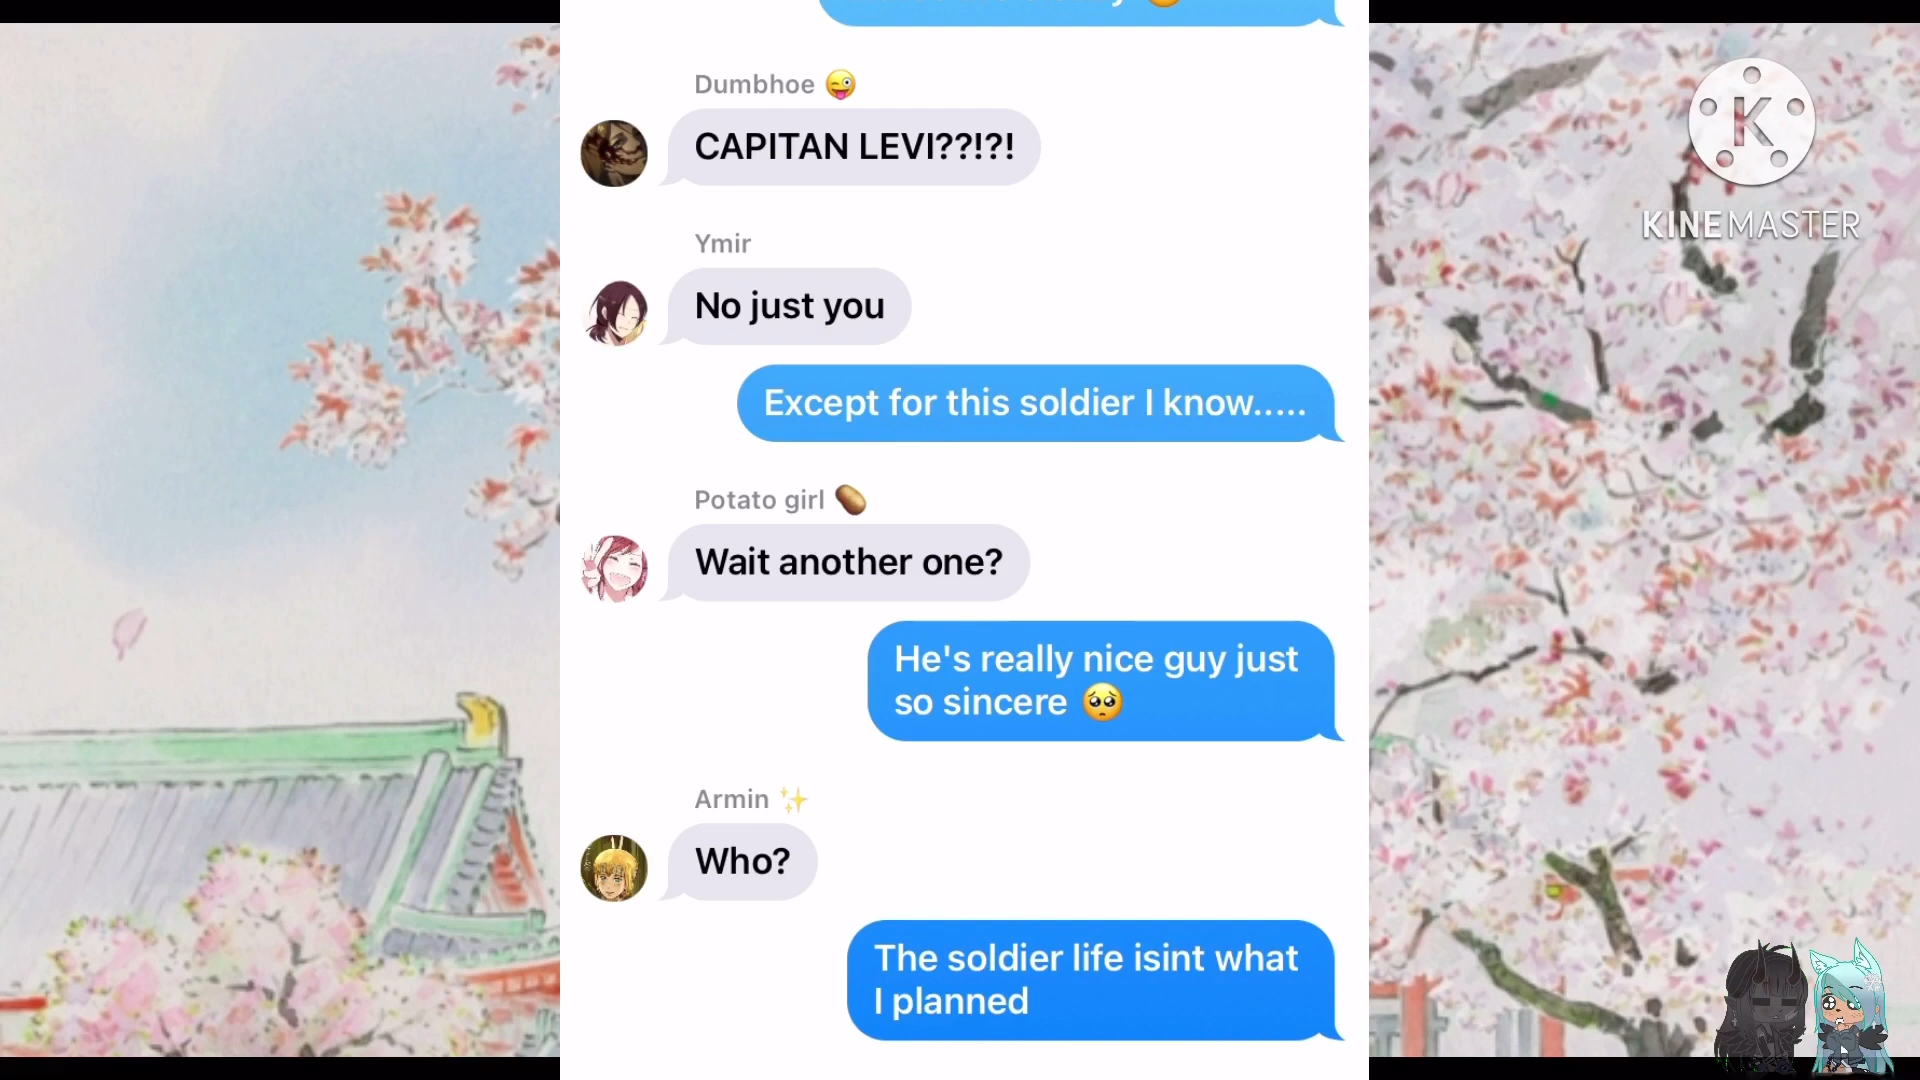 Dumbhoe 😜
CAPITAN LEVI??!?!
Ymir
No just you
Except for this soldier I know.....
Potato girl 🥔
Wait another one?
He's really nice guy just
so sincere 🥺
Armin ✨
Who?
The soldier life isint what
I planned
K
KINEMASTER